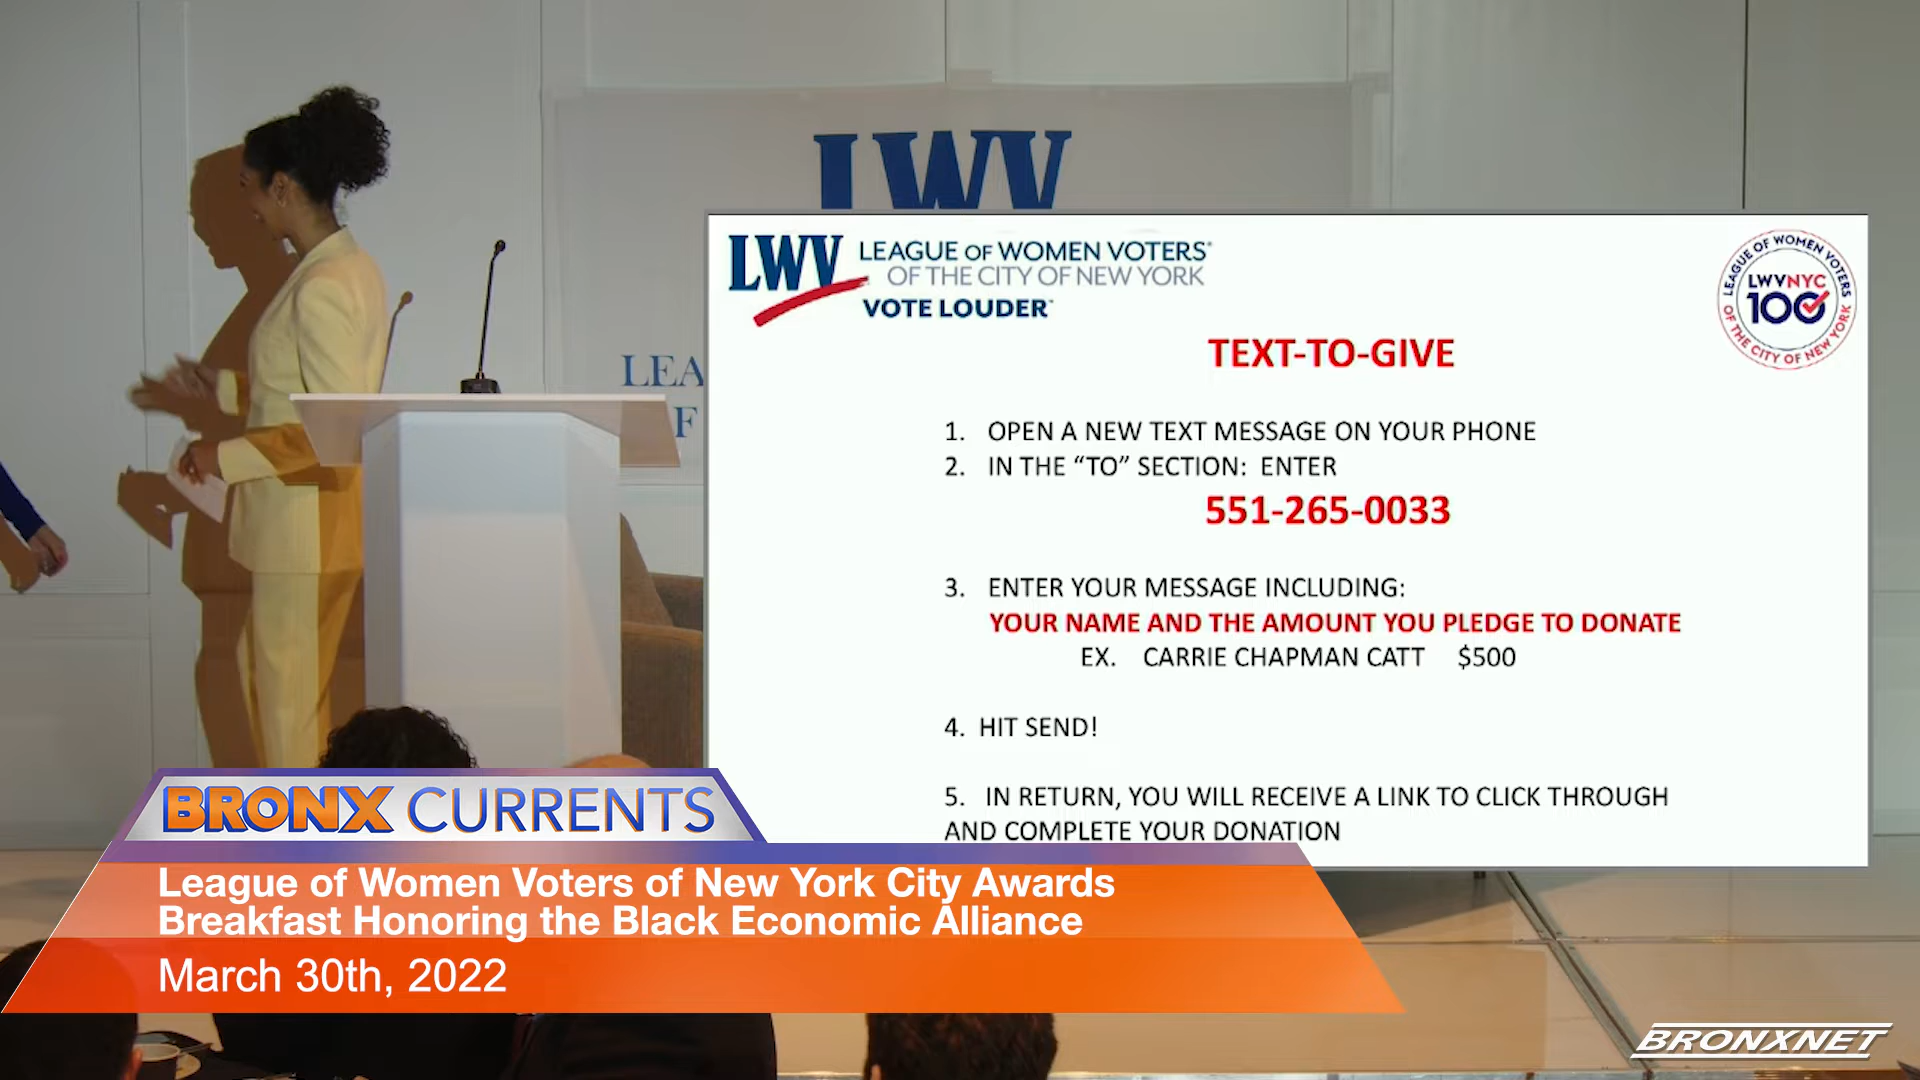 LWV
LEA
F
LWV LEAGUE OF WOMEN VOTERS®
OF THE CITY OF NEW YORK
VOTE LOUDER™
LEAGUE OF WOMEN VOTERS
LWVNYC
100
OF THE CITY OF NEW YORK
TEXT-TO-GIVE
1. OPEN A NEW TEXT MESSAGE ON YOUR PHONE
2. IN THE “TO” SECTION: ENTER
551-265-0033
3. ENTER YOUR MESSAGE INCLUDING:
YOUR NAME AND THE AMOUNT YOU PLEDGE TO DONATE
EX. CARRIE CHAPMAN CATT $500
4. HIT SEND!
5. IN RETURN, YOU WILL RECEIVE A LINK TO CLICK THROUGH
AND COMPLETE YOUR DONATION
BRONX CURRENTS
League of Women Voters of New York City Awards
Breakfast Honoring the Black Economic Alliance
March 30th, 2022
BRONXNET